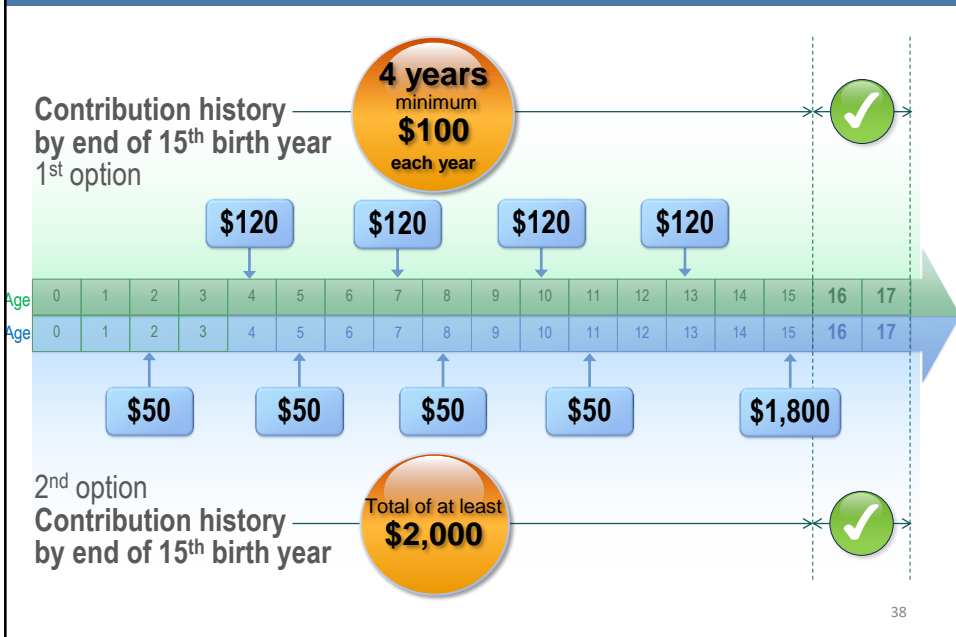 4 years
minimum
$100
each year
Contribution history
by end of 15th birth year
1st option
$120 $120 $120 $120
Age 0 1 2 3 4 5 6 7 8 9 10 11 12 13 14 15 16 17
Age 0 1 2 3 4 5 6 7 8 9 10 11 12 13 14 15 16 17
$50 $50 $50 $50 $1,800
2nd option
Contribution history
by end of 15th birth year
Total of at least
$2,000
38